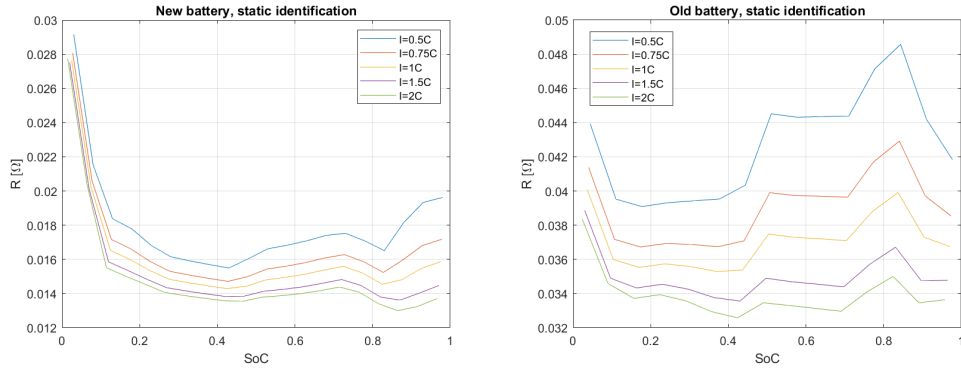 New battery, static identification
0.03
0.028
0.026
0.024
0.022
0.02
0.018
0.016
0.014
0.012
R [Ω]
0
0.2
0.4
0.6
0.8
1
SoC
I=0.5C
I=0.75C
I=1C
I=1.5C
I=2C
Old battery, static identification
0.05
0.048
0.046
0.044
0.042
0.04
0.038
0.036
0.034
0.032
R [Ω]
0
0.2
0.4
0.6
0.8
1
SoC
I=0.5C
I=0.75C
I=1C
I=1.5C
I=2C